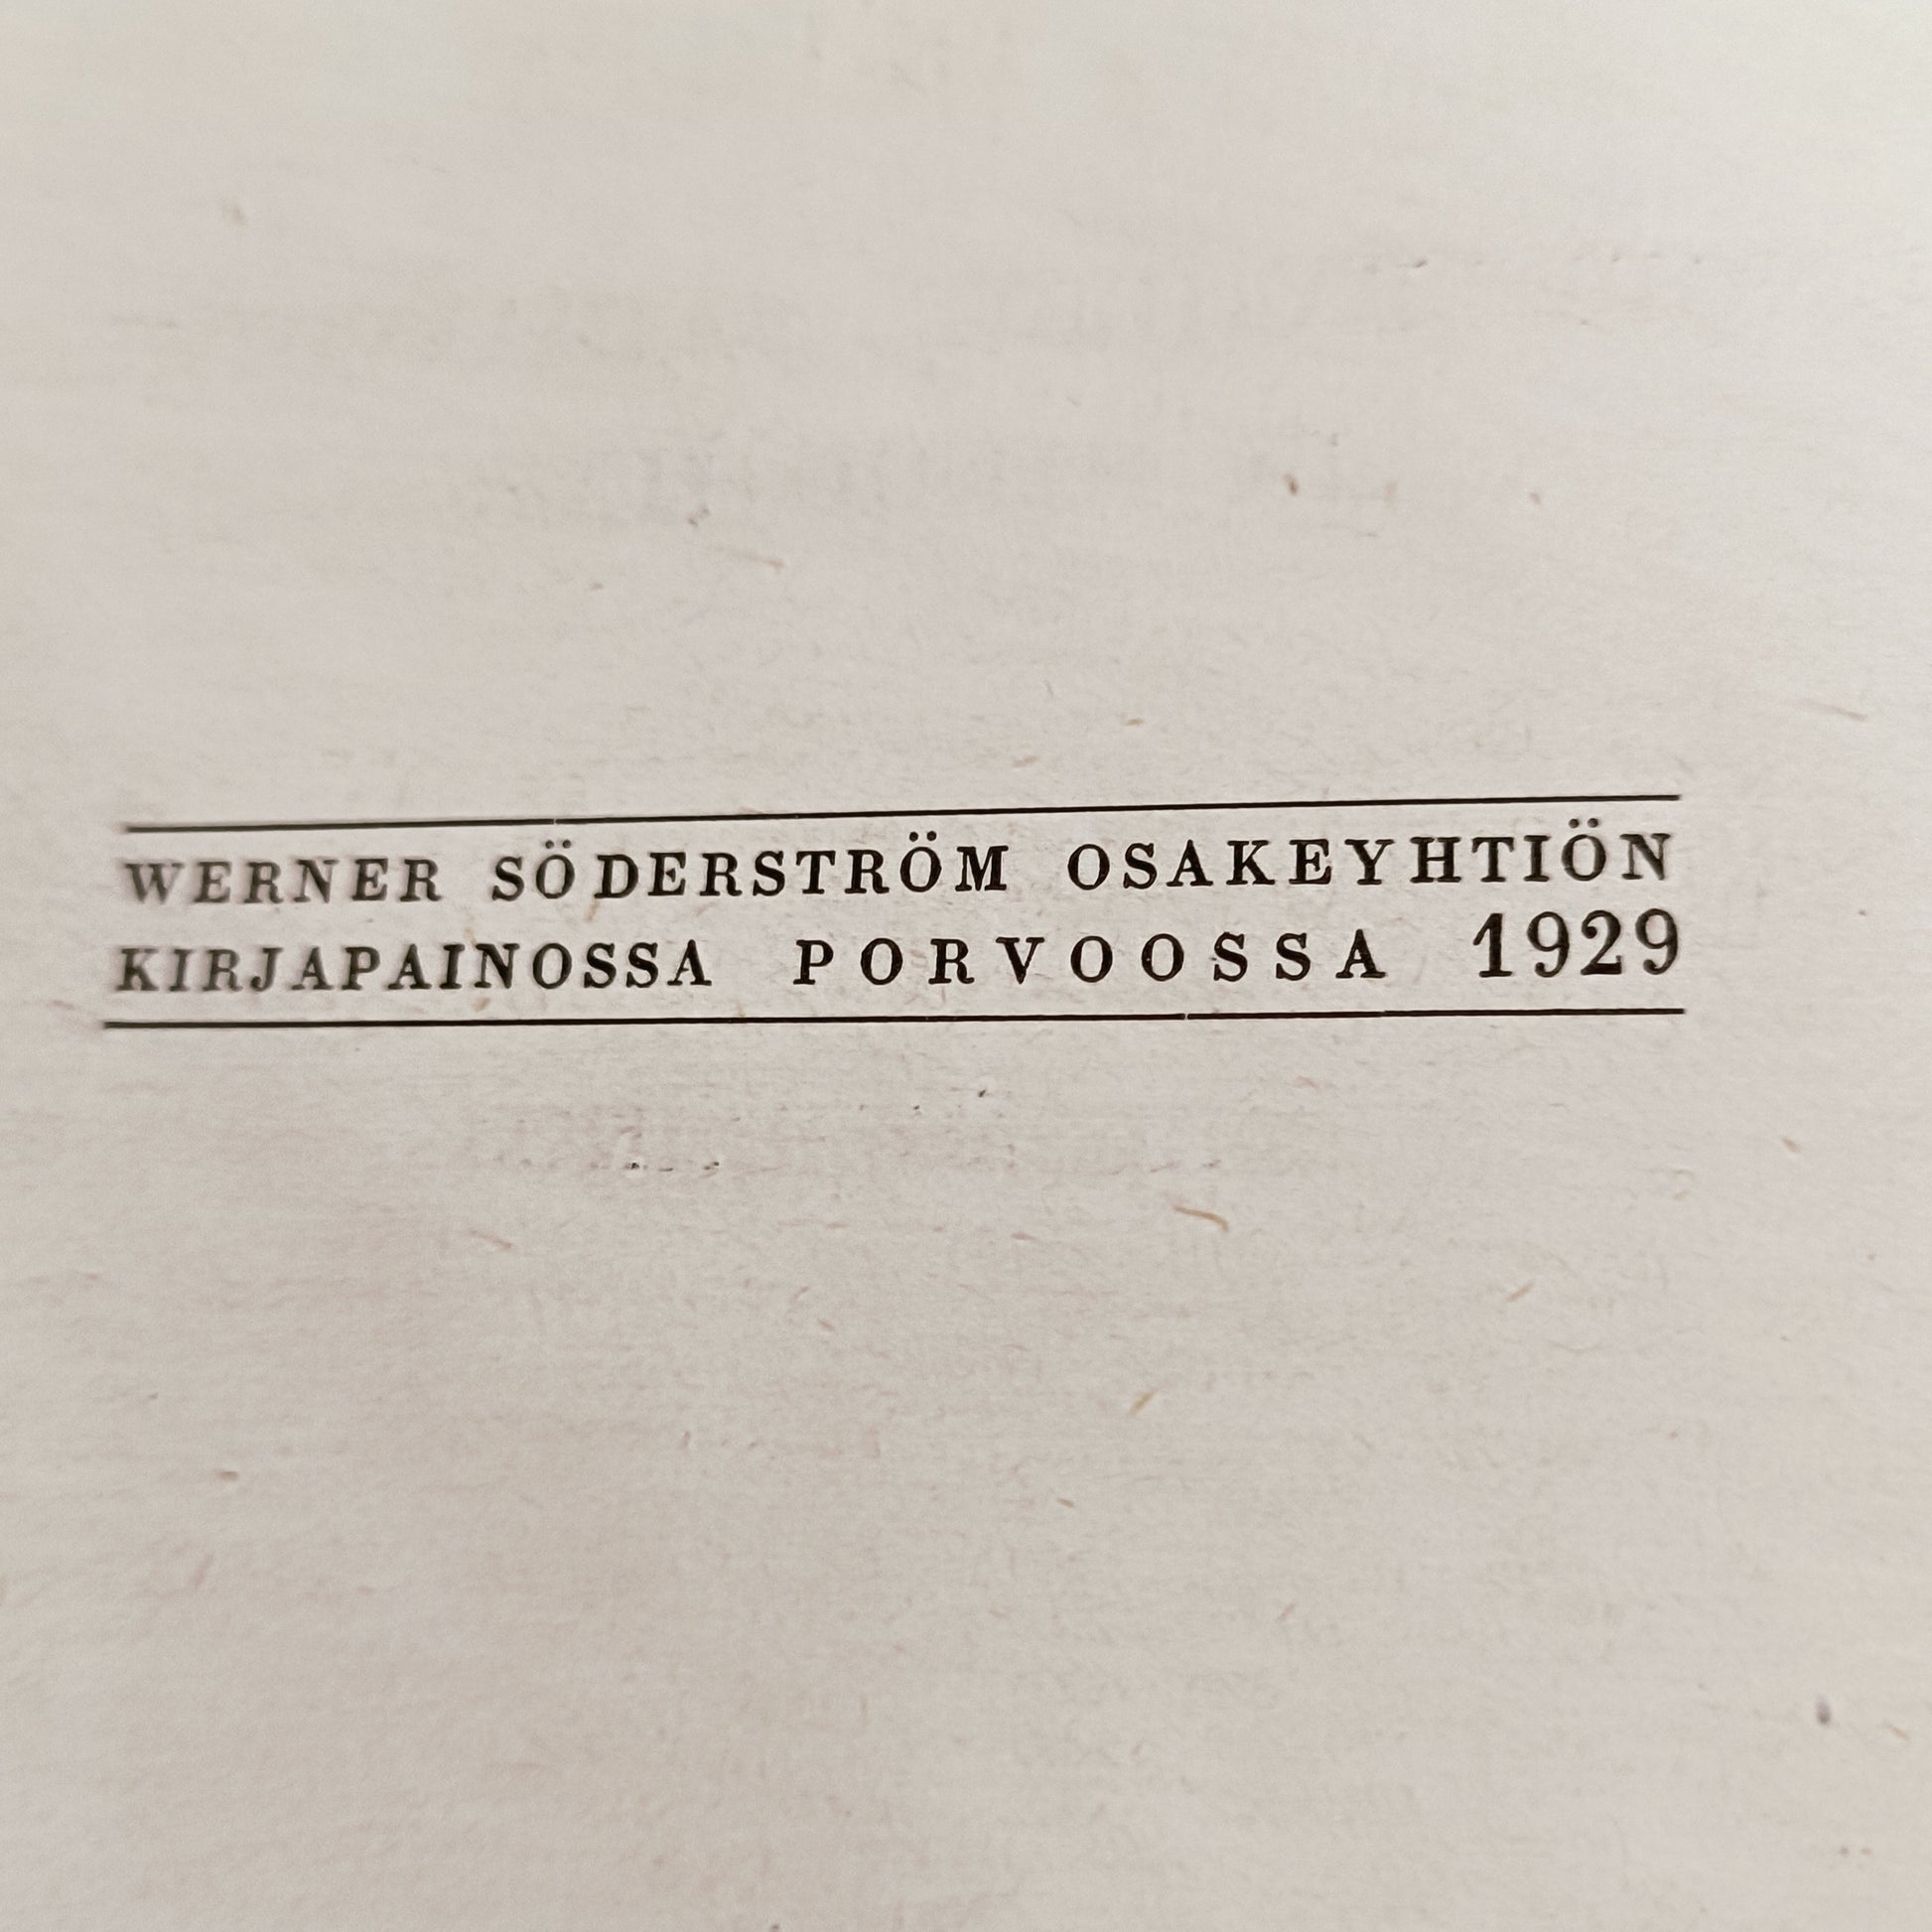 WERNER SÖDERSTRÖM OSAKEYHTIÖN
KIRJAPAINOSSA PORVOOSSA 1929